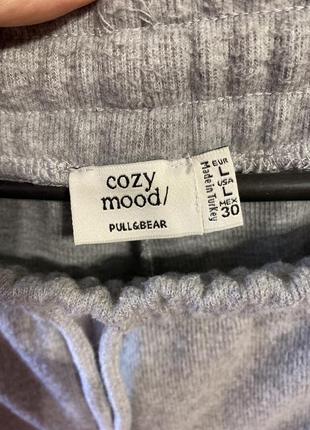 cozy
mood/
PULL&BEAR
Made in Turkey
EUR
L
USA
L
MEX
30